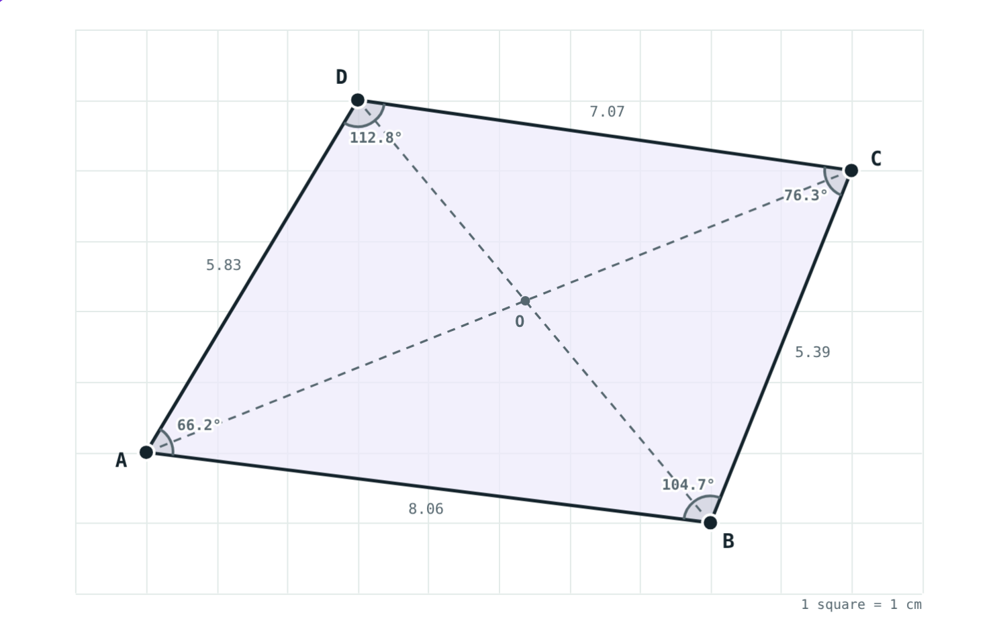 D
7.07
112.8°
C
76.3°
5.83
O
5.39
66.2°
A
104.7°
8.06
B
1 square = 1 cm